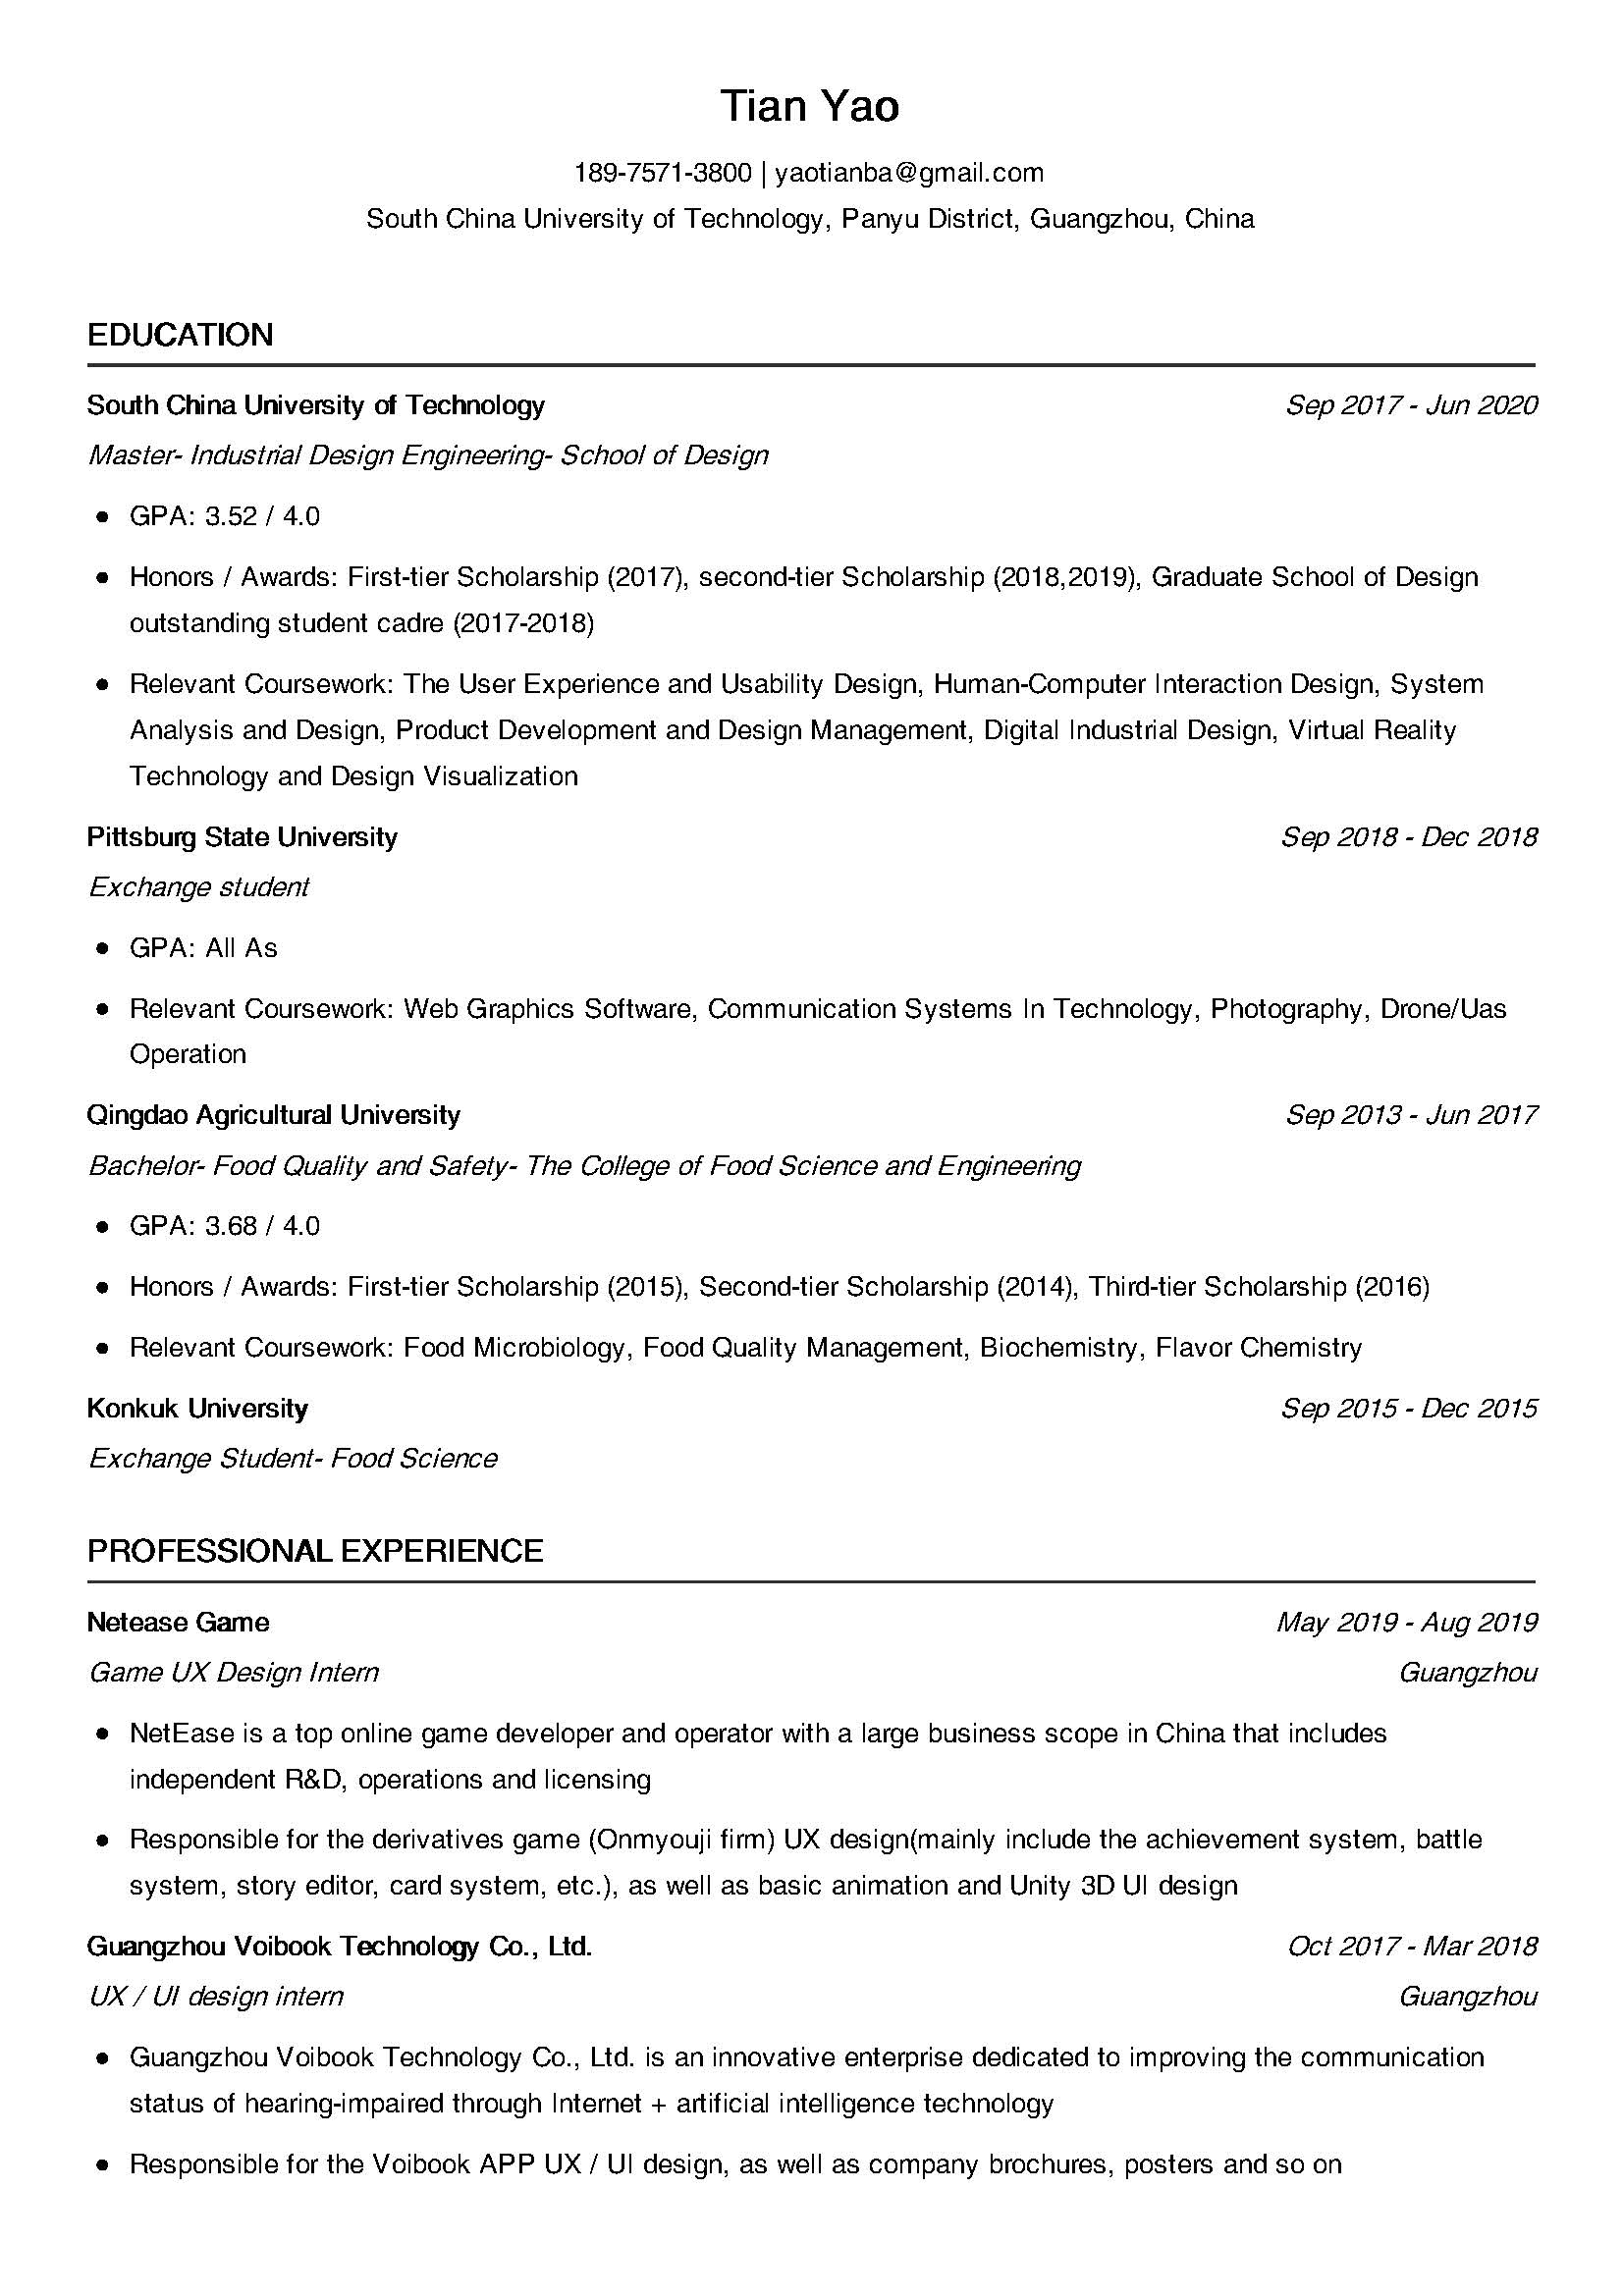 Tian Yao
189-7571-3800 | yaotianba@gmail.com
South China University of Technology, Panyu District, Guangzhou, China
EDUCATION
South China University of Technology Sep 2017 - Jun 2020
Master- Industrial Design Engineering- School of Design
● GPA: 3.52 / 4.0
● Honors / Awards: First-tier Scholarship (2017), second-tier Scholarship (2018,2019), Graduate School of Design
outstanding student cadre (2017-2018)
● Relevant Coursework: The User Experience and Usability Design, Human-Computer Interaction Design, System
Analysis and Design, Product Development and Design Management, Digital Industrial Design, Virtual Reality
Technology and Design Visualization
Pittsburg State University Sep 2018 - Dec 2018
Exchange student
● GPA: All As
● Relevant Coursework: Web Graphics Software, Communication Systems In Technology, Photography, Drone/Uas
Operation
Qingdao Agricultural University Sep 2013 - Jun 2017
Bachelor- Food Quality and Safety- The College of Food Science and Engineering
● GPA: 3.68 / 4.0
● Honors / Awards: First-tier Scholarship (2015), Second-tier Scholarship (2014), Third-tier Scholarship (2016)
● Relevant Coursework: Food Microbiology, Food Quality Management, Biochemistry, Flavor Chemistry
Konkuk University Sep 2015 - Dec 2015
Exchange Student- Food Science
PROFESSIONAL EXPERIENCE
Netease Game May 2019 - Aug 2019
Game UX Design Intern Guangzhou
● NetEase is a top online game developer and operator with a large business scope in China that includes
independent R&D, operations and licensing
● Responsible for the derivatives game (Onmyouji firm) UX design(mainly include the achievement system, battle
system, story editor, card system, etc.), as well as basic animation and Unity 3D UI design
Guangzhou Voibook Technology Co., Ltd. Oct 2017 - Mar 2018
UX / UI design intern Guangzhou
● Guangzhou Voibook Technology Co., Ltd. is an innovative enterprise dedicated to improving the communication
status of hearing-impaired through Internet + artificial intelligence technology
● Responsible for the Voibook APP UX / UI design, as well as company brochures, posters and so on